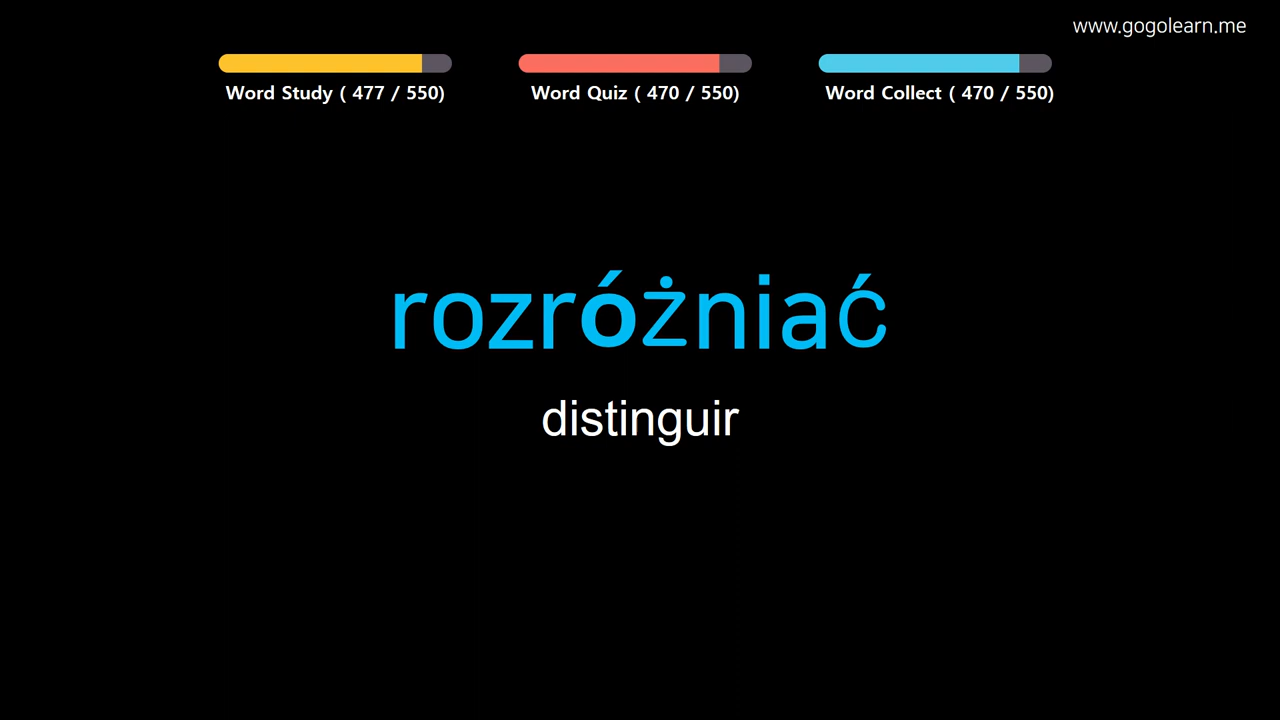 www.gogolearn.me
Word Study ( 477 / 550)
Word Quiz ( 470 / 550)
Word Collect ( 470 / 550)
rozróżniać
distinguir